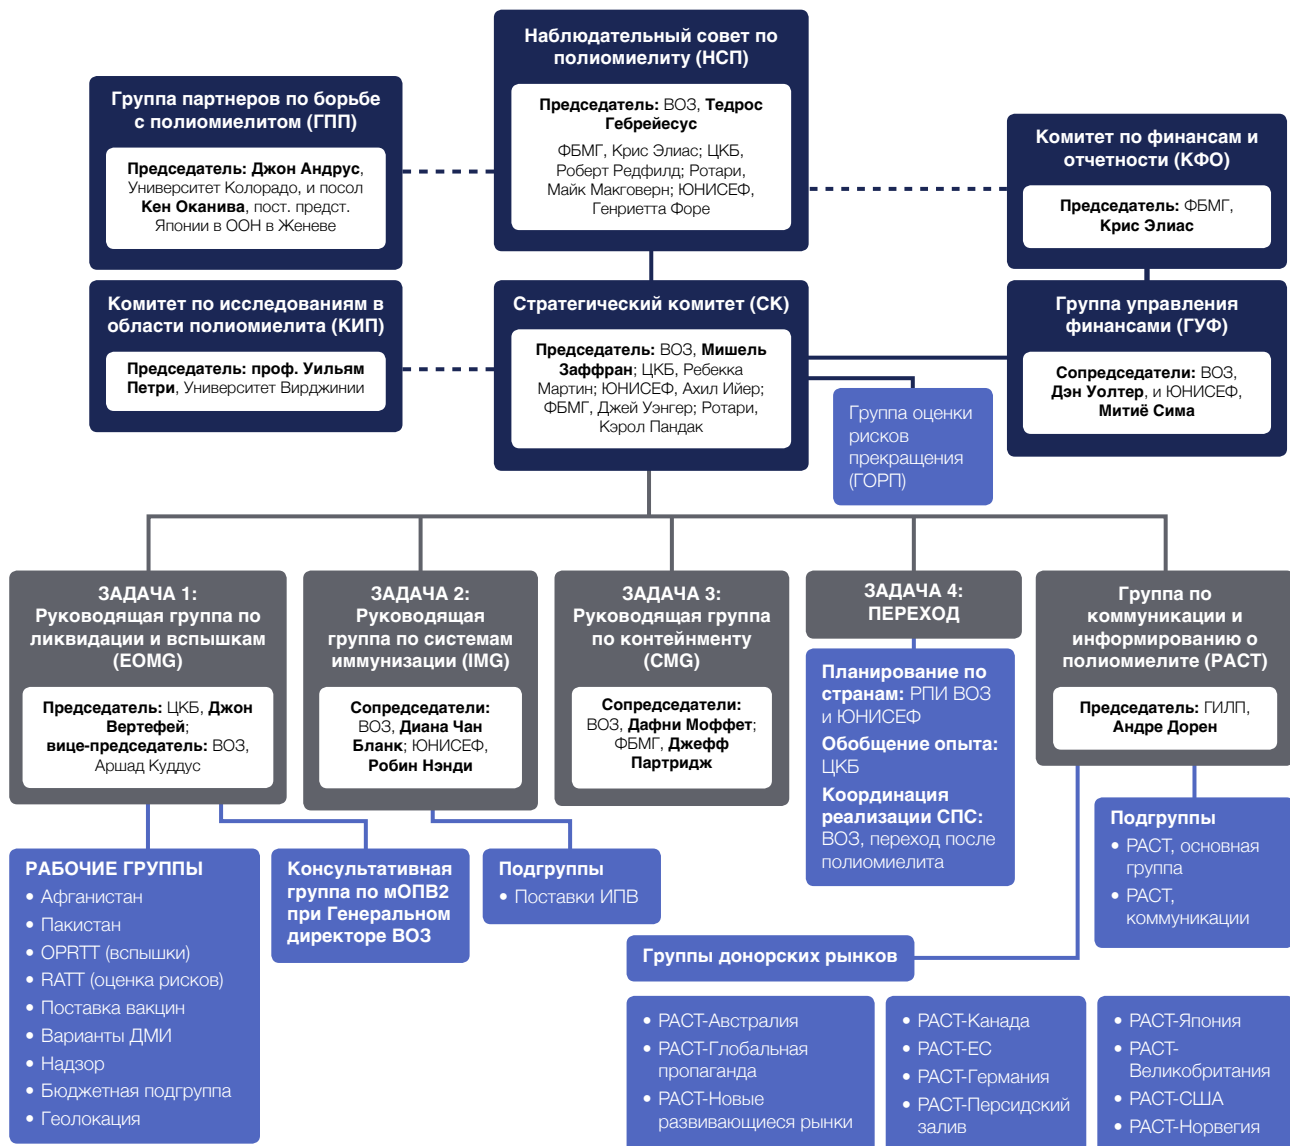 Наблюдательный совет по
полиомиелиту (НСП)
Председатель: ВОЗ, Тедрос
Гебрейесус
ФБМГ, Крис Элиас; ЦКБ,
Роберт Редфилд; Ротари,
Майк Макговерн; ЮНИСЕФ,
Генриетта Форе
Группа партнеров по борьбе
с полиомиелитом (ГПП)
Председатель: Джон Андрус,
Университет Колорадо, и посол
Кен Оканива, пост. предст.
Японии в ООН в Женеве
Комитет по финансам и
отчетности (КФО)
Председатель: ФБМГ,
Крис Элиас
Комитет по исследованиям в
области полиомиелита (КИП)
Председатель: проф. Уильям
Петри, Университет Вирджинии
Стратегический комитет (СК)
Председатель: ВОЗ, Мишель
Заффран; ЦКБ, Ребекка
Мартин; ЮНИСЕФ, Ахил Ийер;
ФБМГ, Джей Уэнгер; Ротари,
Кэрол Пандак
Группа управления
финансами (ГУФ)
Сопредседатели: ВОЗ,
Дэн Уолтер, и ЮНИСЕФ,
Митиё Сима
Группа оценки
рисков
прекращения
(ГОРП)
ЗАДАЧА 1:
Руководящая группа по
ликвидации и вспышкам
(EOMG)
Председатель: ЦКБ, Джон
Вертефей;
вице-председатель: ВОЗ,
Аршад Куддус
ЗАДАЧА 2:
Руководящая
группа по системам
иммунизации (IMG)
Сопредседатели:
ВОЗ, Диана Чан
Бланк; ЮНИСЕФ,
Робин Нэнди
ЗАДАЧА 3:
Руководящая группа
по контейнменту
(CMG)
Сопредседатели:
ВОЗ, Дафни Моффет;
ФБМГ, Джефф
Партридж
ЗАДАЧА 4:
ПЕРЕХОД
Планирование по
странам: РПИ ВОЗ
и ЮНИСЕФ
Обобщение опыта:
ЦКБ
Координация
реализации СПС:
ВОЗ, переход после
полиомиелита
Группа по
коммуникации и
информированию о
полиомиелите (PACT)
Председатель: ГИЛП,
Андре Дорен
РАБОЧИЕ ГРУППЫ
• Афганистан
• Пакистан
• OPRTT (вспышки)
• RATT (оценка рисков)
• Поставка вакцин
• Варианты ДМИ
• Надзор
• Бюджетная подгруппа
• Геолокация
Консультативная
группа по мОПВ2
при Генеральном
директоре ВОЗ
Подгруппы
• Поставки ИПВ
Подгруппы
• PACT, основная
группа
• PACT,
коммуникации
Группы донорских рынков
• PACT-Австралия
• PACT-Глобальная
пропаганда
• PACT-Новые
развивающиеся рынки
• PACT-Канада
• PACT-ЕС
• PACT-Германия
• PACT-Персидский
залив
• PACT-Япония
• PACT-
Великобритания
• PACT-США
• PACT-Норвегия